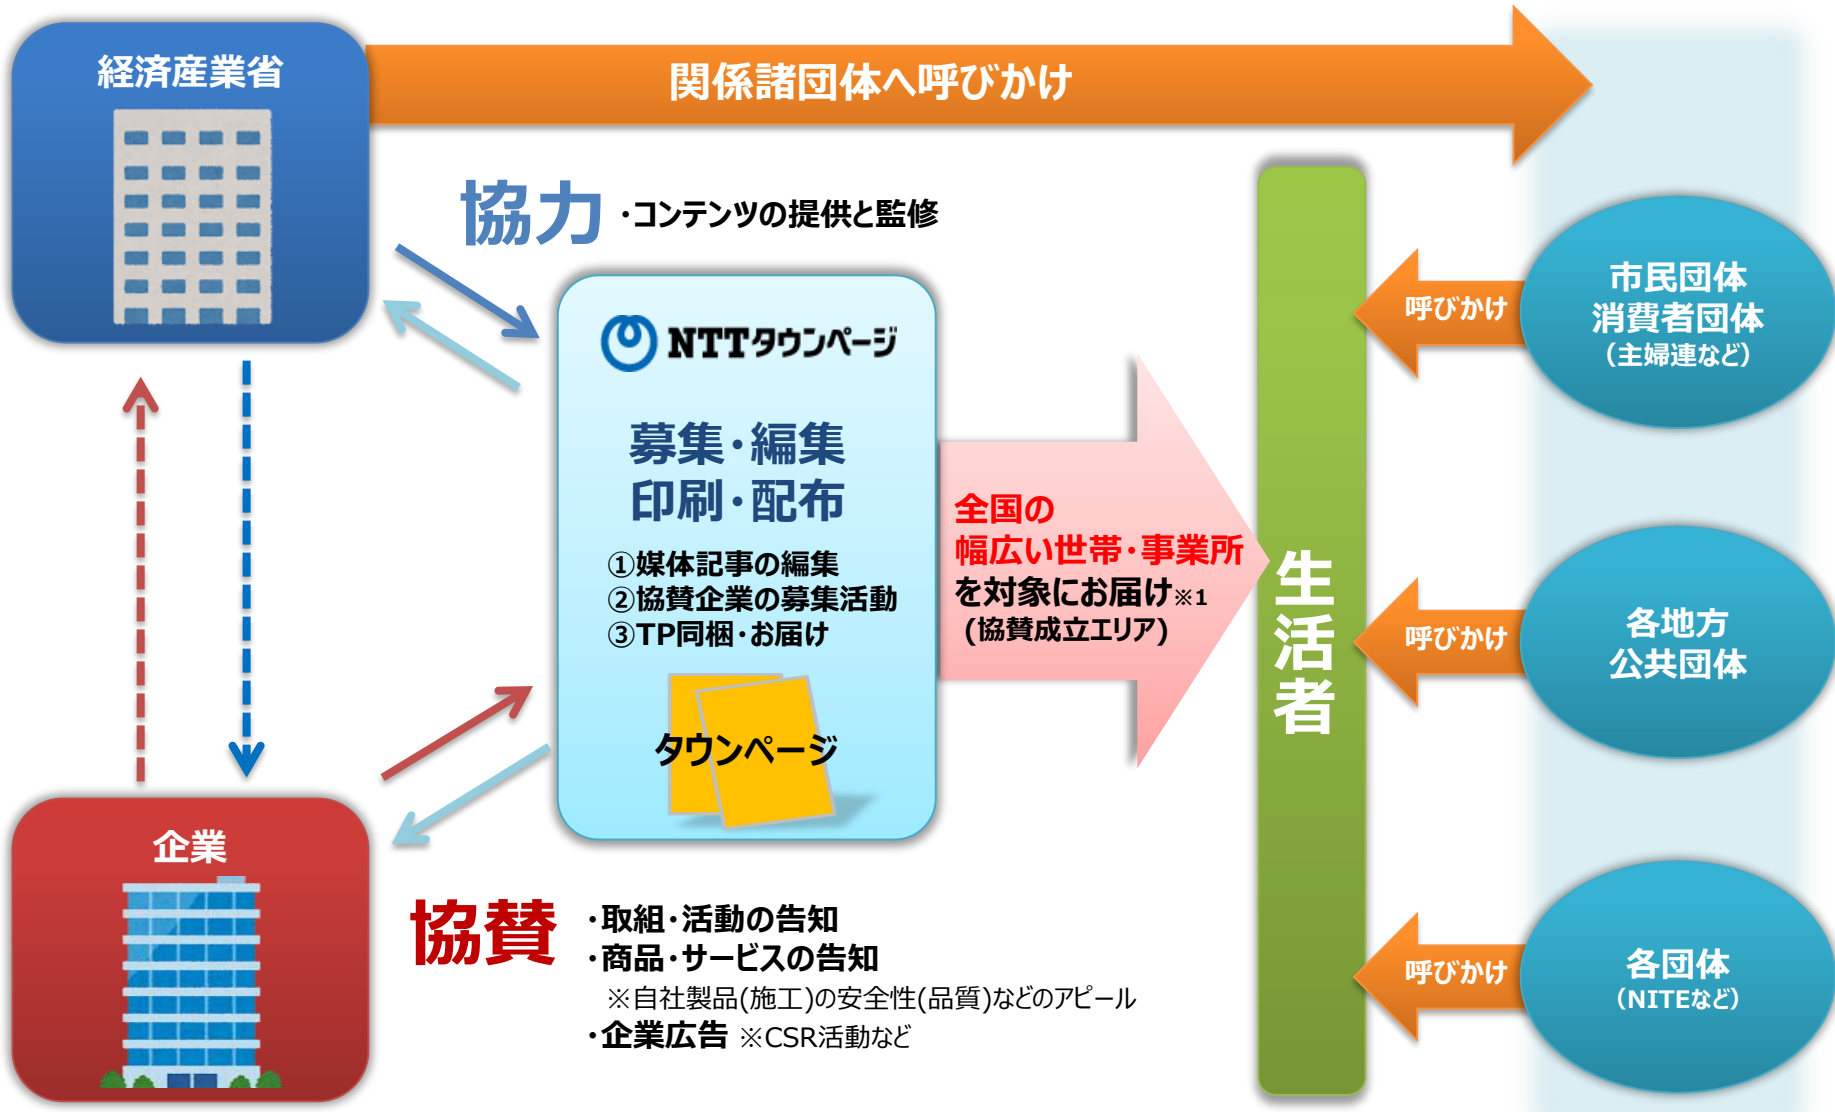 経済産業省
関係諸団体へ呼びかけ
協力 ・コンテンツの提供と監修
NTTタウンページ
募集・編集
印刷・配布
①媒体記事の編集
②協賛企業の募集活動
③TP同梱・お届け
タウンページ
全国の
幅広い世帯・事業所
を対象にお届け※1
(協賛成立エリア)
生活者
呼びかけ
市民団体
消費者団体
（主婦連など）
呼びかけ
各地方
公共団体
呼びかけ
各団体
（NITEなど）
企業
協賛
・取組・活動の告知
・商品・サービスの告知
※自社製品(施工)の安全性(品質)などのアピール
・企業広告 ※CSR活動など